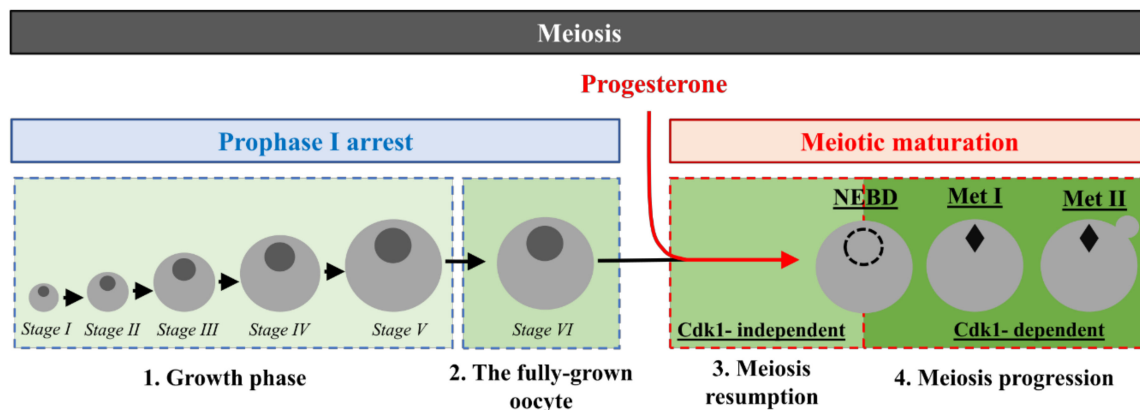 Meiosis
Progesterone
Prophase I arrest
Meiotic maturation
NEBD
Met I
Met II
Stage I
Stage II
Stage III
Stage IV
Stage V
Stage VI
Cdk1- independent
Cdk1- dependent
1. Growth phase
2. The fully-grown
oocyte
3. Meiosis
resumption
4. Meiosis progression